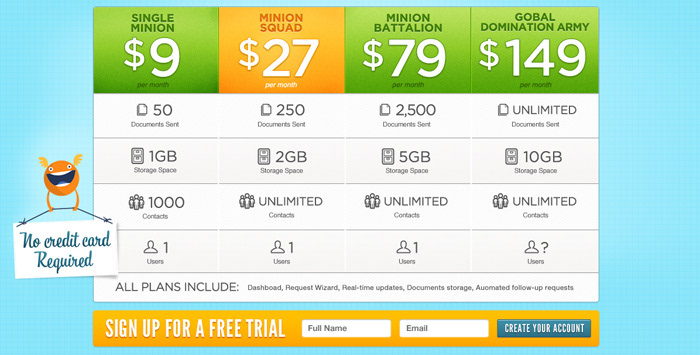 SINGLE
MINION
$9
per month
MINION
SQUAD
$27
per month
MINION
BATTALION
$79
per month
GOBAL
DOMINATION ARMY
$149
per month
50
Documents Sent
250
Documents Sent
2,500
Documents Sent
UNLIMITED
Documents Sent
1GB
Storage Space
2GB
Storage Space
5GB
Storage Space
10GB
Storage Space
1000
Contacts
UNLIMITED
Contacts
UNLIMITED
Contacts
UNLIMITED
Contacts
1
Users
1
Users
1
Users
?
Users
No credit card
Required
ALL PLANS INCLUDE: Dashboad, Request Wizard, Real-time updates, Documents storage, Auomated follow-up requests
SIGN UP FOR A FREE TRIAL Full Name Email CREATE YOUR ACCOUNT